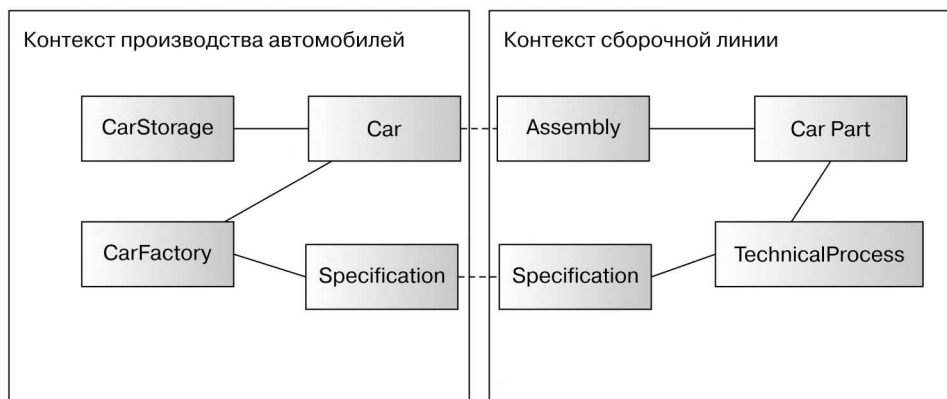 Контекст производства автомобилей
Контекст сборочной линии
CarStorage
Car
Assembly
Car Part
CarFactory
Specification
Specification
TechnicalProcess